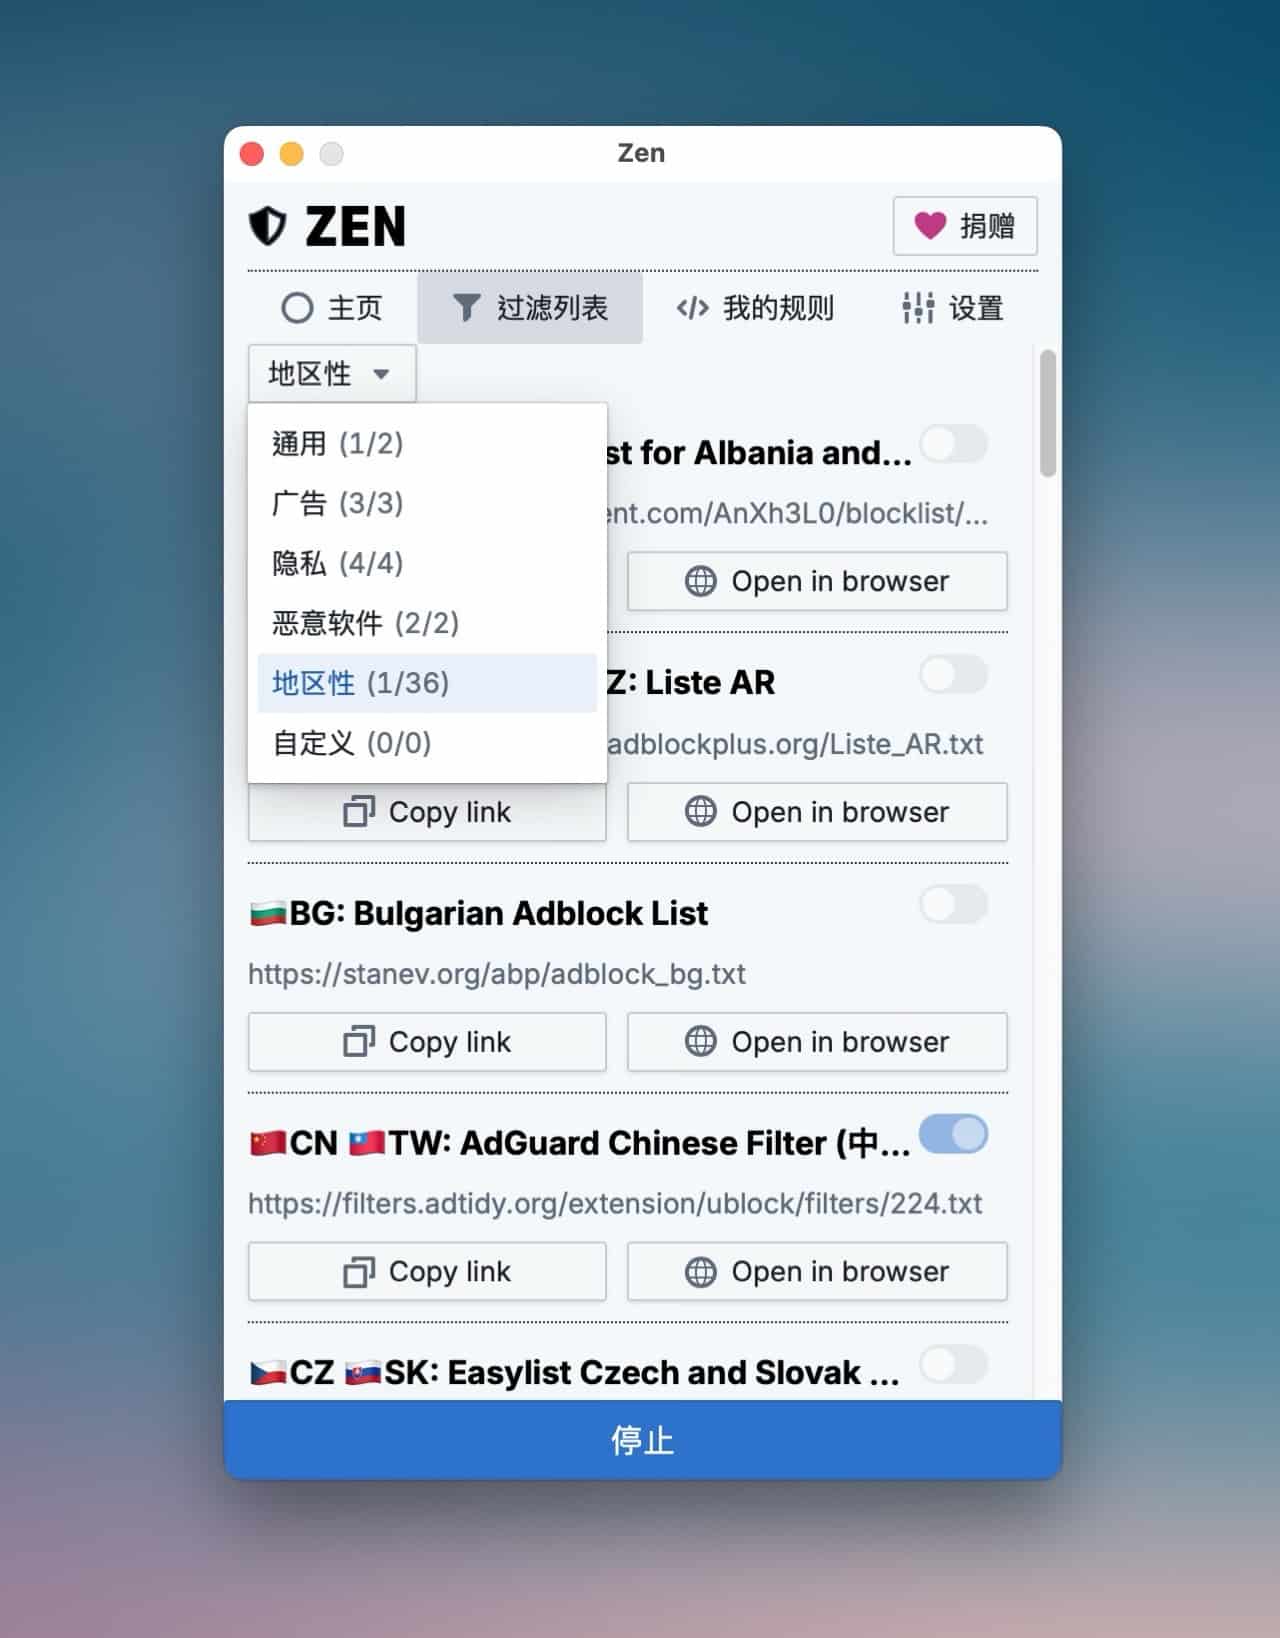 Zen
ZEN
捐赠
主页 过滤列表 </> 我的规则 设置
地区性
通用 (1/2)
广告 (3/3)
隐私 (4/4)
恶意软件 (2/2)
地区性 (1/36)
自定义 (0/0)
st for Albania and...
ent.com/AnXh3L0/blocklist/...
Open in browser
Z: Liste AR
adblockplus.org/Liste_AR.txt
Copy link Open in browser
BG: Bulgarian Adblock List
https://stanev.org/abp/adblock_bg.txt
Copy link Open in browser
CN TW: AdGuard Chinese Filter (中...
https://filters.adtidy.org/extension/ublock/filters/224.txt
Copy link Open in browser
CZ SK: Easylist Czech and Slovak ...
停止